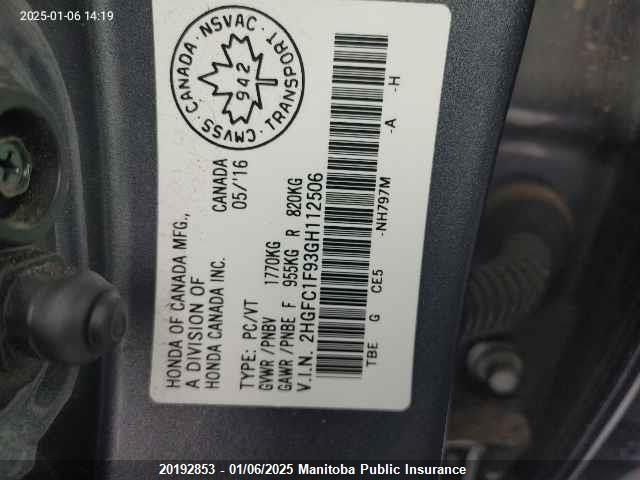 2025-01-06 14:19
CMVSS. CANADA. NSVAC. TRANSPORT
942
HONDA OF CANADA MFG., CANADA
A DIVISION OF 05/'16
HONDA CANADA INC.
TYPE: PC/VT
GVWR /PNBV 1770KG
GAWR /PNBE F 955KG R 820KG
V.I.N. 2HGFC1F93GH112506
TBE G CE5 -NH797M -A -H
20192853 - 01/06/2025 Manitoba Public Insurance